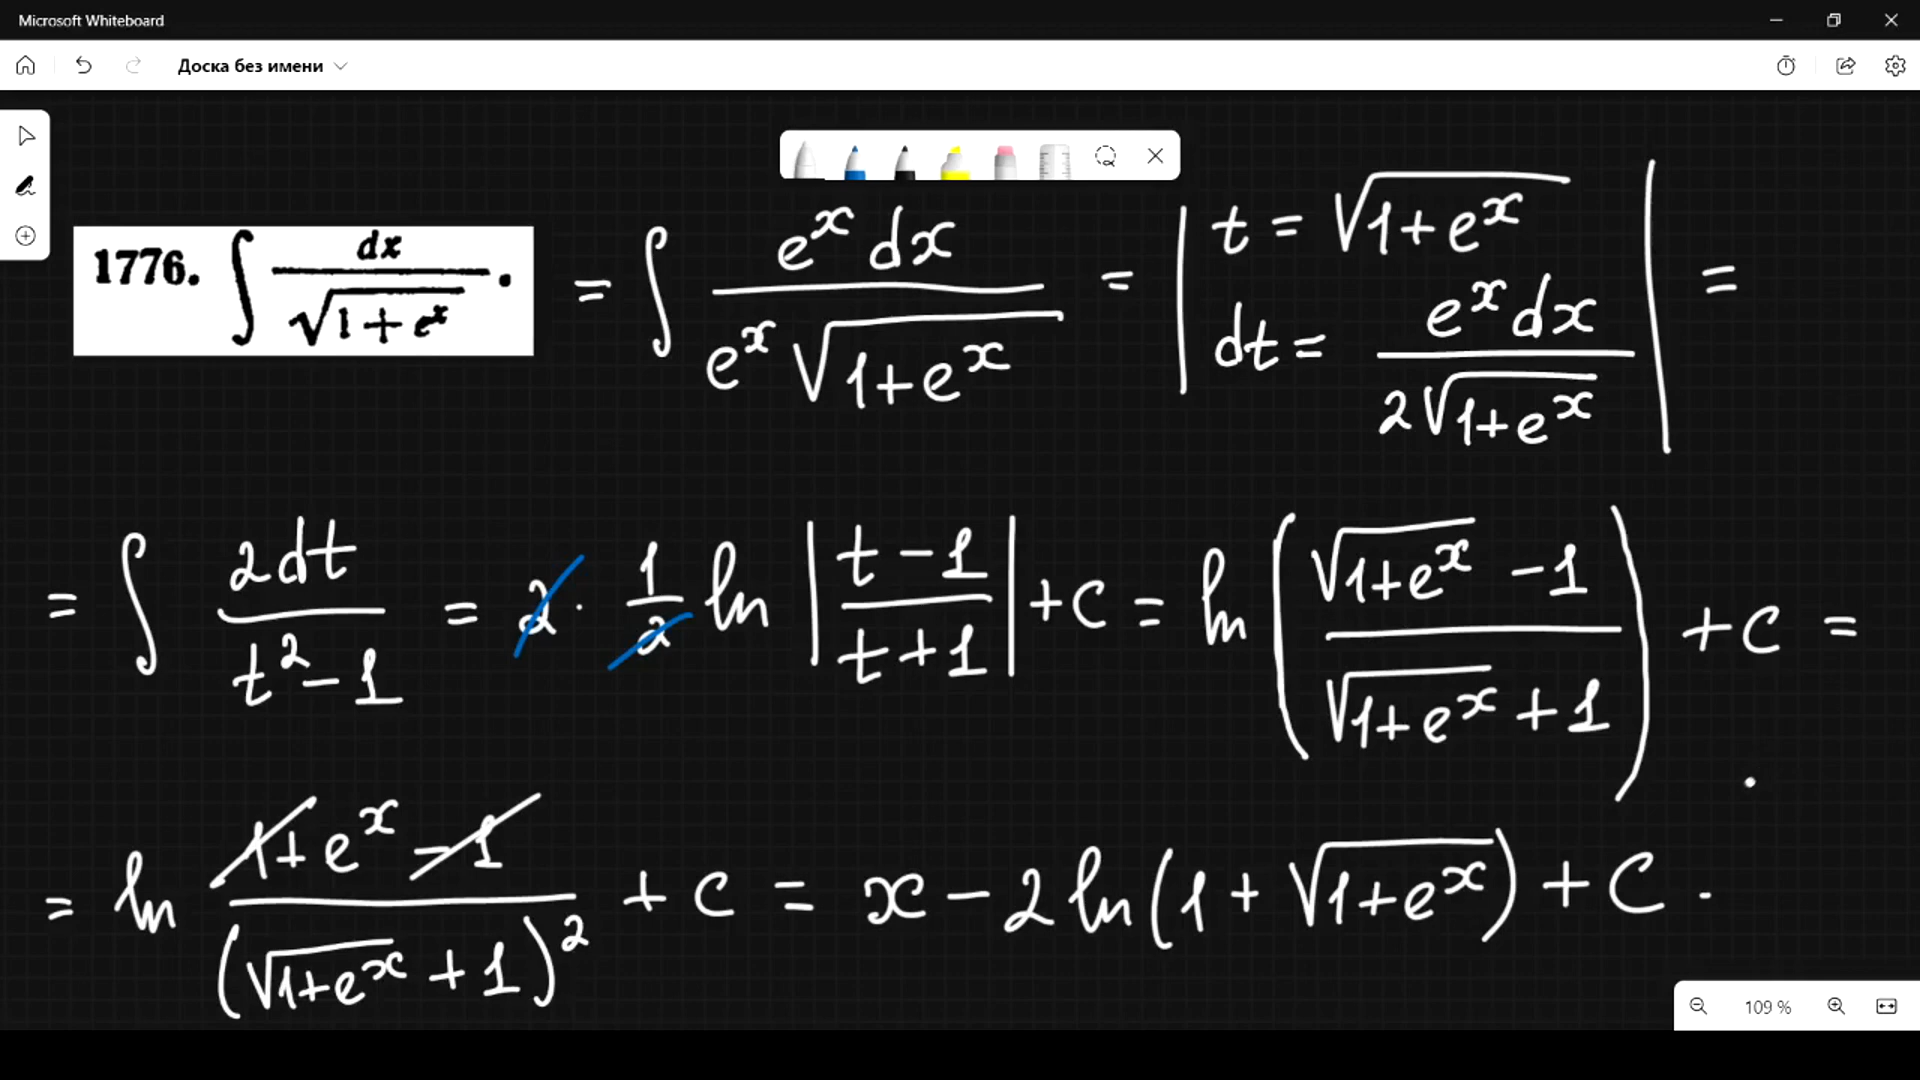 Microsoft Whiteboard
Доска без имени
1776. ∫ dx / √(1 + e^x) . = ∫ e^x dx / (e^x √(1+e^x)) = | t = √(1+e^x) ; dt = e^x dx / (2√(1+e^x)) | =
= ∫ 2dt / (t² - 1) = 2 · 1/2 ln | (t - 1) / (t + 1) | + C = ln ( (√(1+e^x) - 1) / (√(1+e^x) + 1) ) + C =
= ln (1 + e^x - 1) / (√(1+e^x) + 1)² + C = x - 2 ln(1 + √(1+e^x)) + C .
109 %